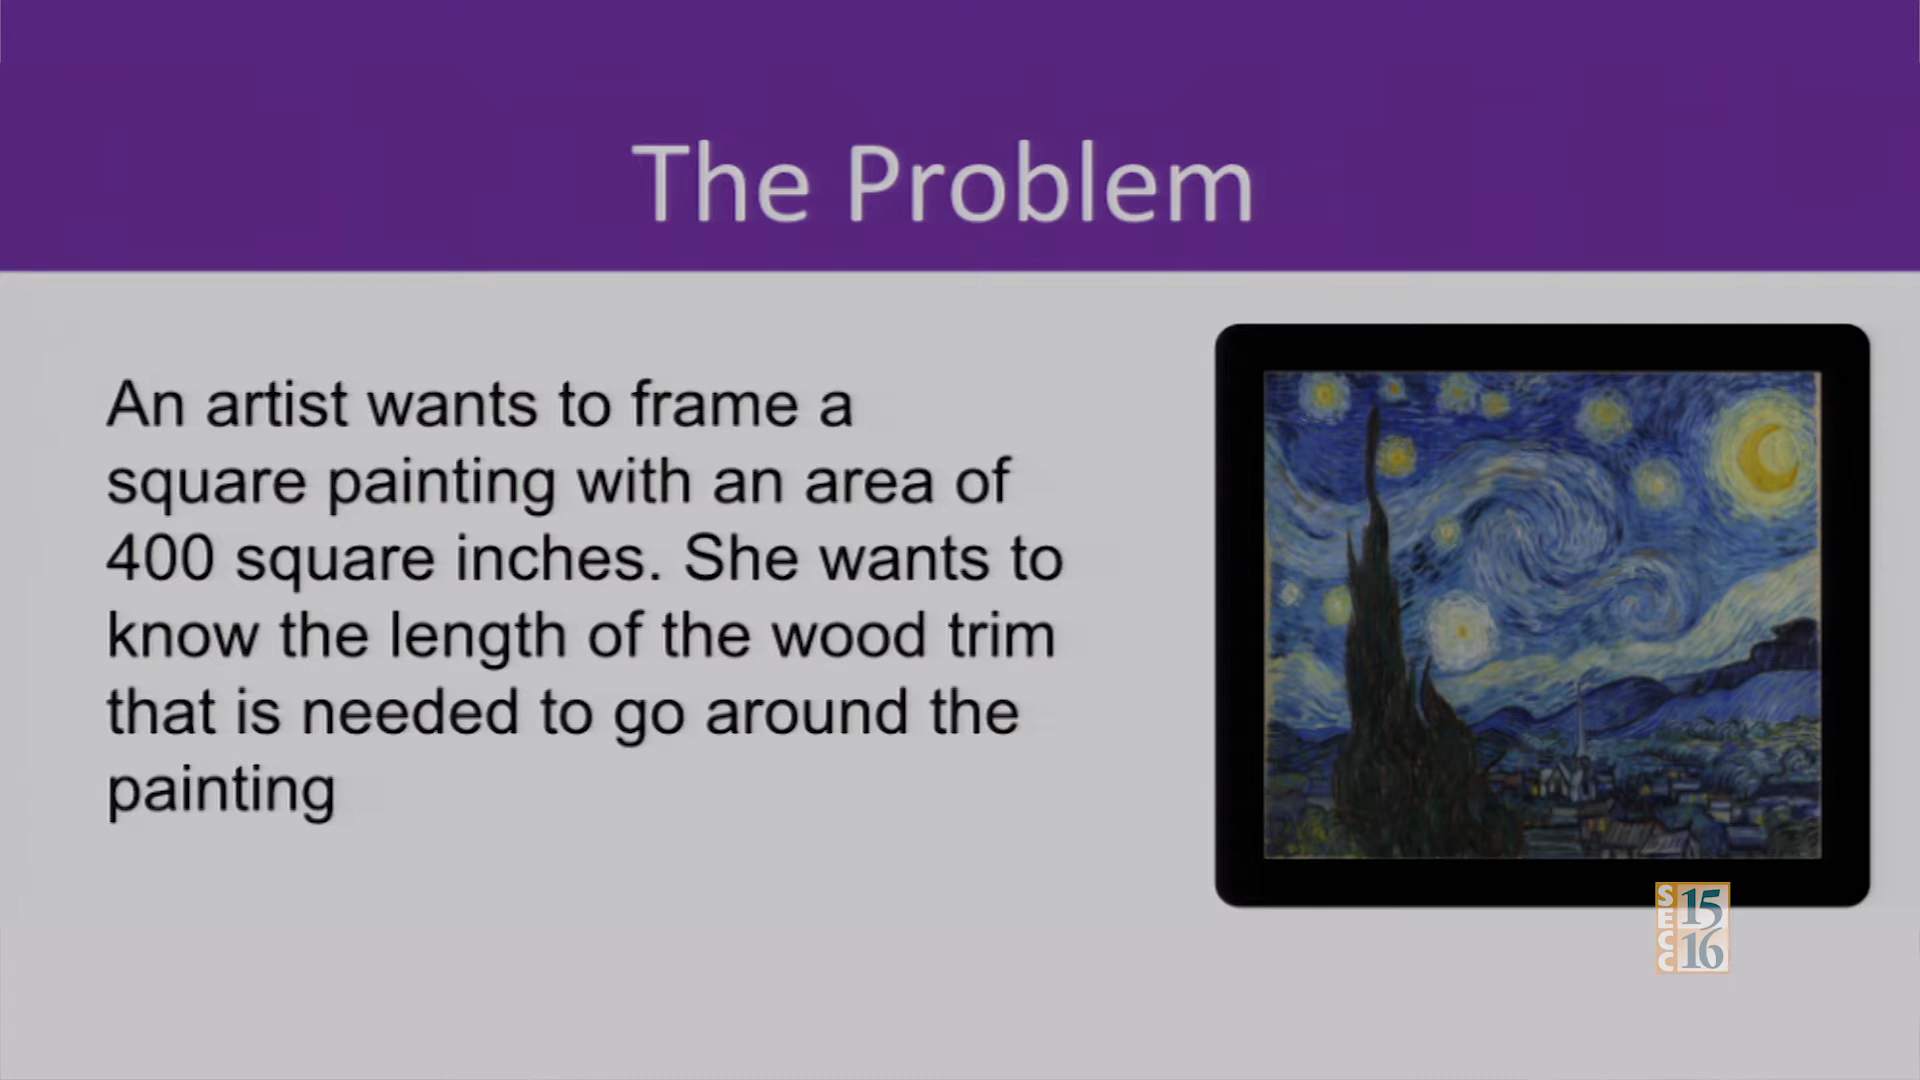 The Problem
An artist wants to frame a
square painting with an area of
400 square inches. She wants to
know the length of the wood trim
that is needed to go around the
painting
SECC
15
16